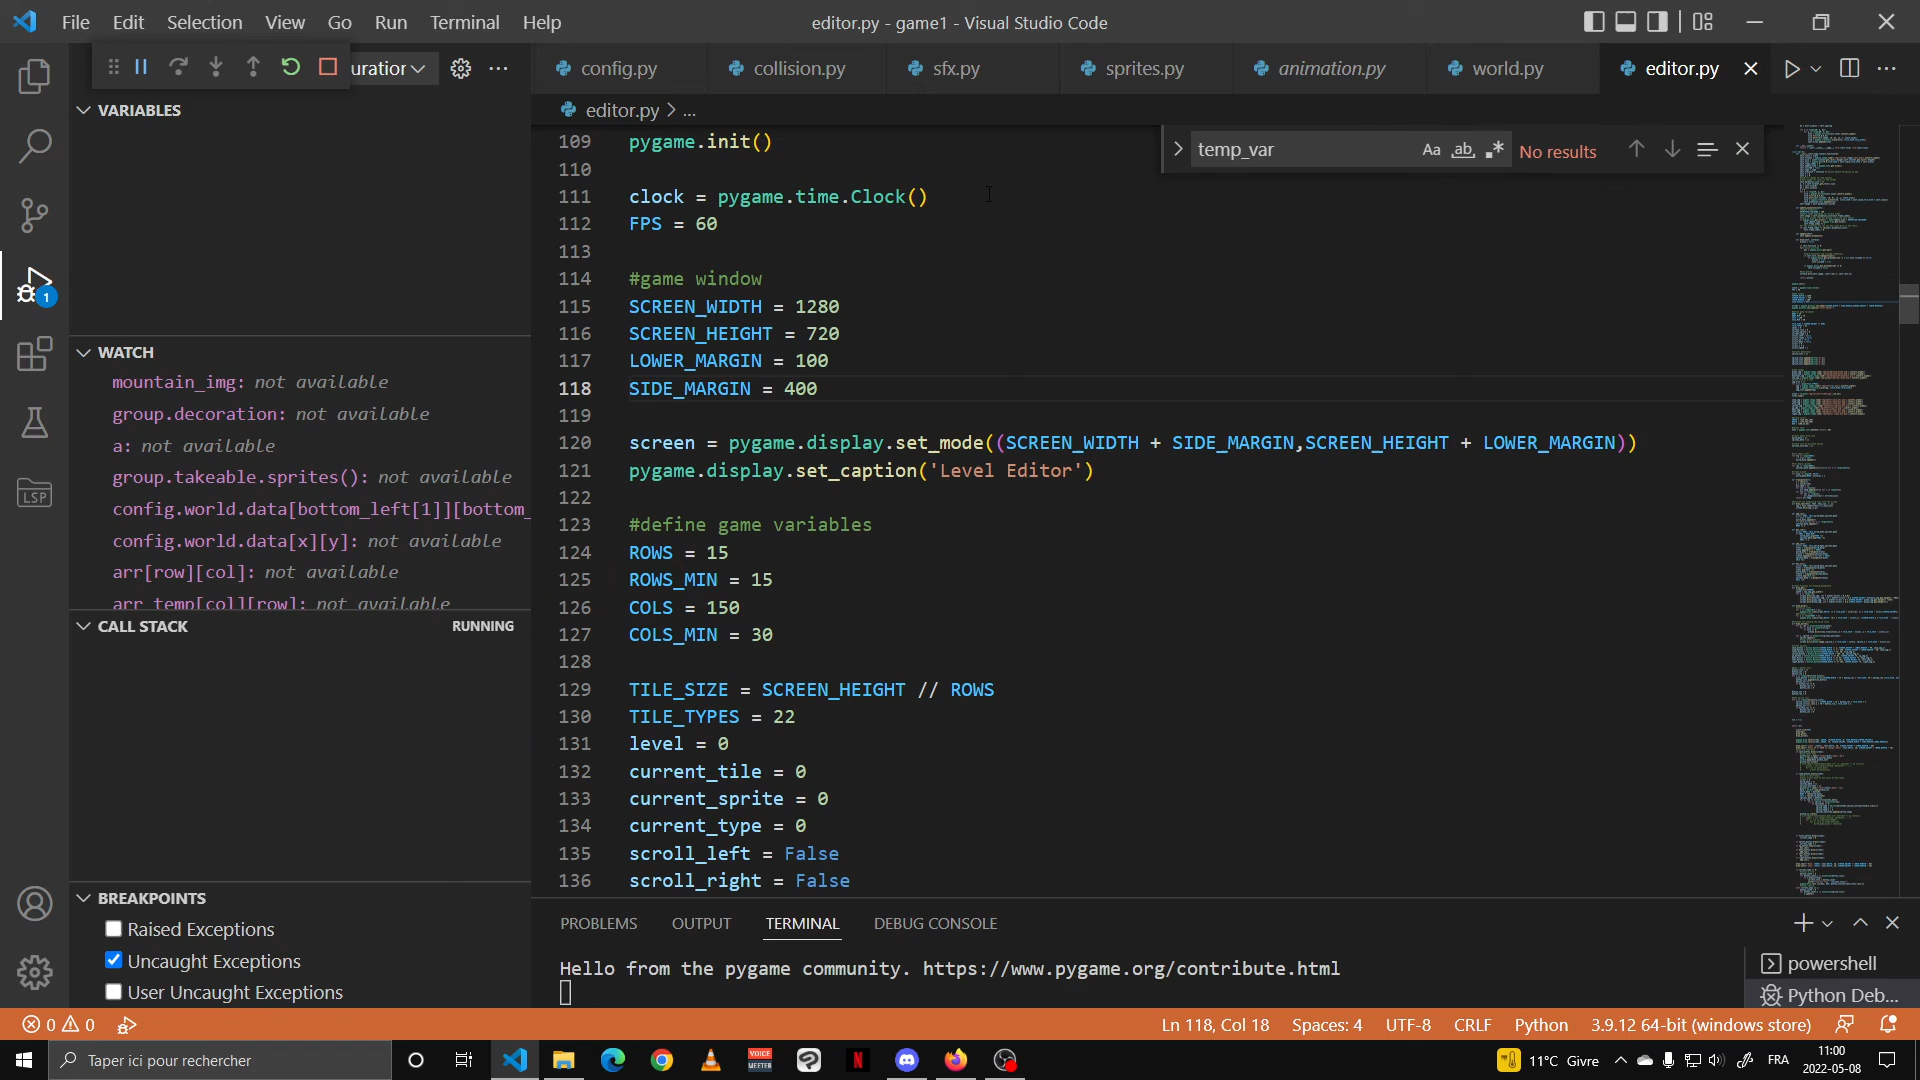 File Edit Selection View Go Run Terminal Help
editor.py - game1 - Visual Studio Code
uration
config.py collision.py sfx.py sprites.py animation.py world.py editor.py
VARIABLES
editor.py > ...
temp_var Aa ab No results
109 pygame.init()
110
111 clock = pygame.time.Clock()
112 FPS = 60
113
114 #game window
115 SCREEN_WIDTH = 1280
116 SCREEN_HEIGHT = 720
117 LOWER_MARGIN = 100
118 SIDE_MARGIN = 400
119
120 screen = pygame.display.set_mode((SCREEN_WIDTH + SIDE_MARGIN,SCREEN_HEIGHT + LOWER_MARGIN))
121 pygame.display.set_caption('Level Editor')
122
123 #define game variables
124 ROWS = 15
125 ROWS_MIN = 15
126 COLS = 150
127 COLS_MIN = 30
128
129 TILE_SIZE = SCREEN_HEIGHT // ROWS
130 TILE_TYPES = 22
131 level = 0
132 current_tile = 0
133 current_sprite = 0
134 current_type = 0
135 scroll_left = False
136 scroll_right = False
WATCH
mountain_img: not available
group.decoration: not available
a: not available
group.takeable.sprites(): not available
config.world.data[bottom_left[1]][bottom_
config.world.data[x][y]: not available
arr[row][col]: not available
arr_temp[col][row]: not available
CALL STACK RUNNING
1
LSP
BREAKPOINTS
Raised Exceptions
Uncaught Exceptions
User Uncaught Exceptions
PROBLEMS OUTPUT TERMINAL DEBUG CONSOLE
Hello from the pygame community. https://www.pygame.org/contribute.html
powershell
Python Deb...
0 0
Ln 118, Col 18 Spaces: 4 UTF-8 CRLF Python 3.9.12 64-bit (windows store)
Taper ici pour rechercher
VOICE MEETER
N
11°C Givre
FRA
11:00
2022-05-08